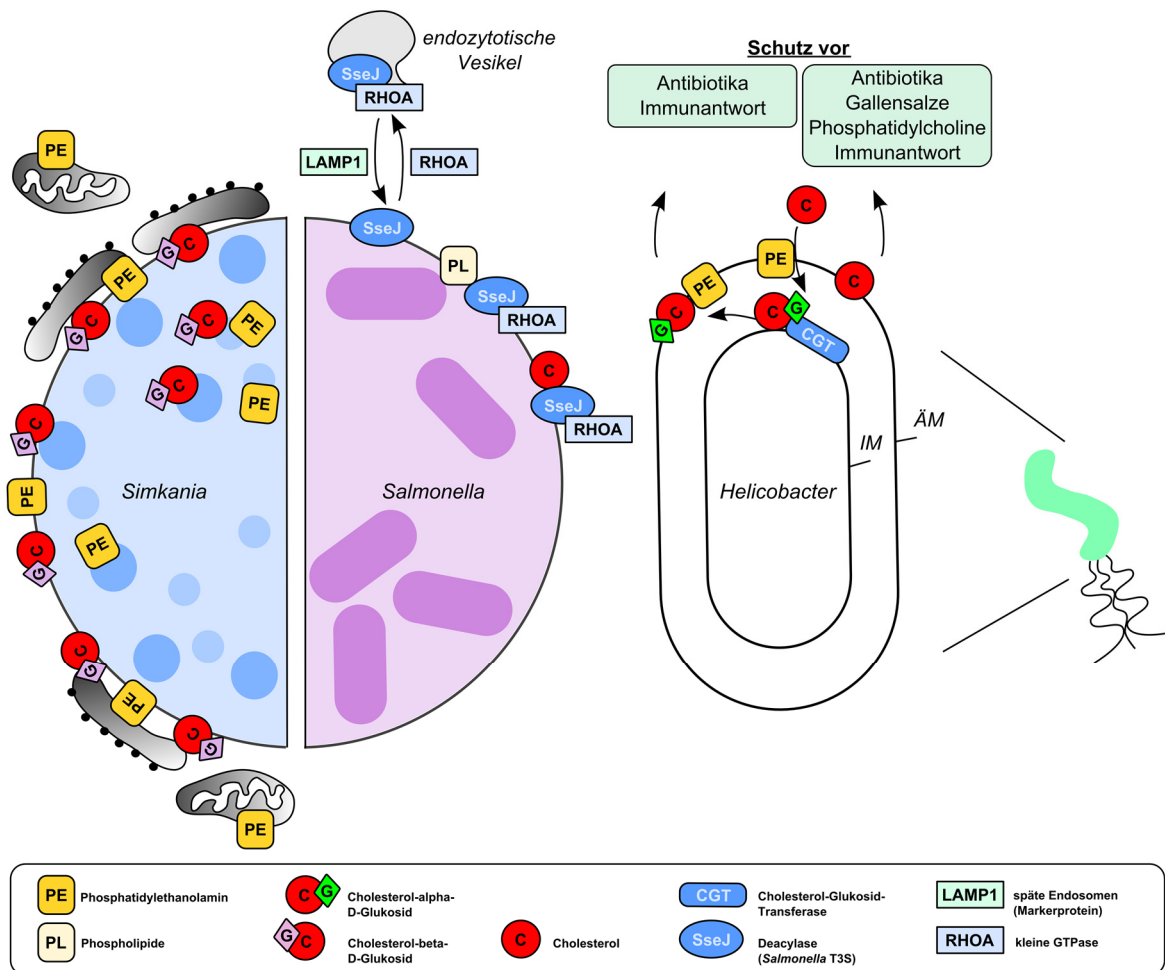 endozytotische
Vesikel
SseJ
RHOA
LAMP1
RHOA
SseJ
PL
SseJ
RHOA
C
SseJ
RHOA
Salmonella
PE
G C
PE
G C
G C
PE
G C
PE
G C
PE
Simkania
G C
PE
C G
PE
C G
PE
Schutz vor
Antibiotika
Immunantwort
Antibiotika
Gallensalze
Phosphatidylcholine
Immunantwort
C
PE
PE
C
G C
C G
CGT
IM
ÄM
Helicobacter
PE Phosphatidylethanolamin
PL Phospholipide
C G Cholesterol-alpha-
D-Glukosid
G C Cholesterol-beta-
D-Glukosid
C Cholesterol
CGT Cholesterol-Glukosid-
Transferase
SseJ Deacylase
(Salmonella T3S)
LAMP1 späte Endosomen
(Markerprotein)
RHOA kleine GTPase